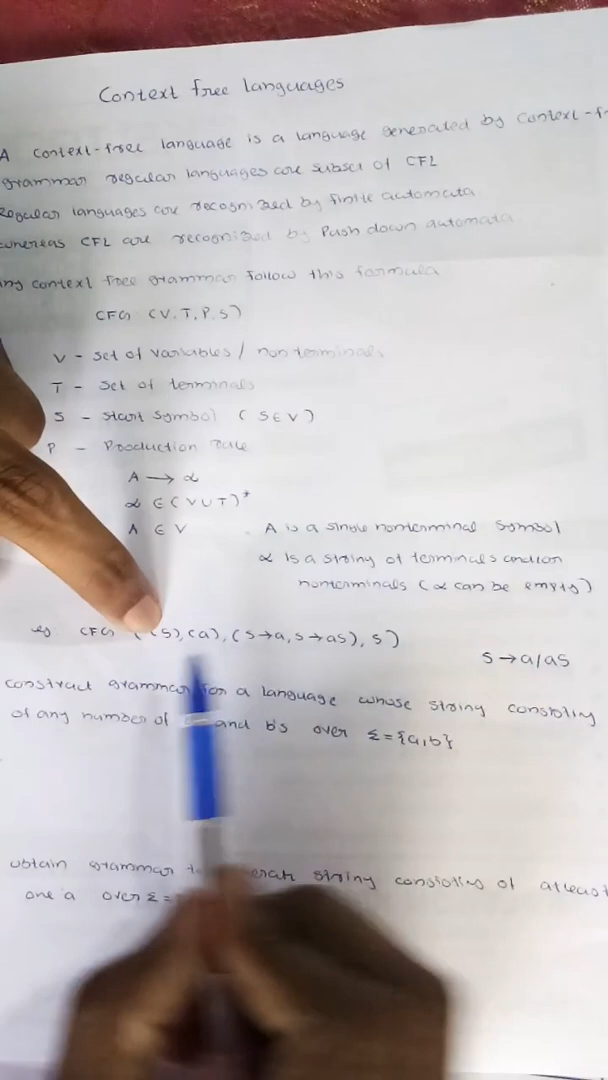 Context free languages
A context-free language is a language generated by context-f
grammar regular languages are subset of CFL
Regular languages are recognized by finite automata
whereas CFL are recognized by Push down automata
ny context free grammar follow this formula
CFG (V, T, P, S)
V - set of variables / nonterminals
T - Set of terminals
S - start symbol ( S ∈ V )
P - Production rule
A → α
α ∈ (V ∪ T)*
A ∈ V . A is a single nonterminal symbol
α is a string of terminals and/or
nonterminals ( α can be empty )
eg CFG S), (a), (S→a, S→aS), S)
S → a/aS
construct grammar for a language whose string consisting
of any number of and b's over Σ={a,b}
obtain grammar string consisting of atleast
one a over Σ=